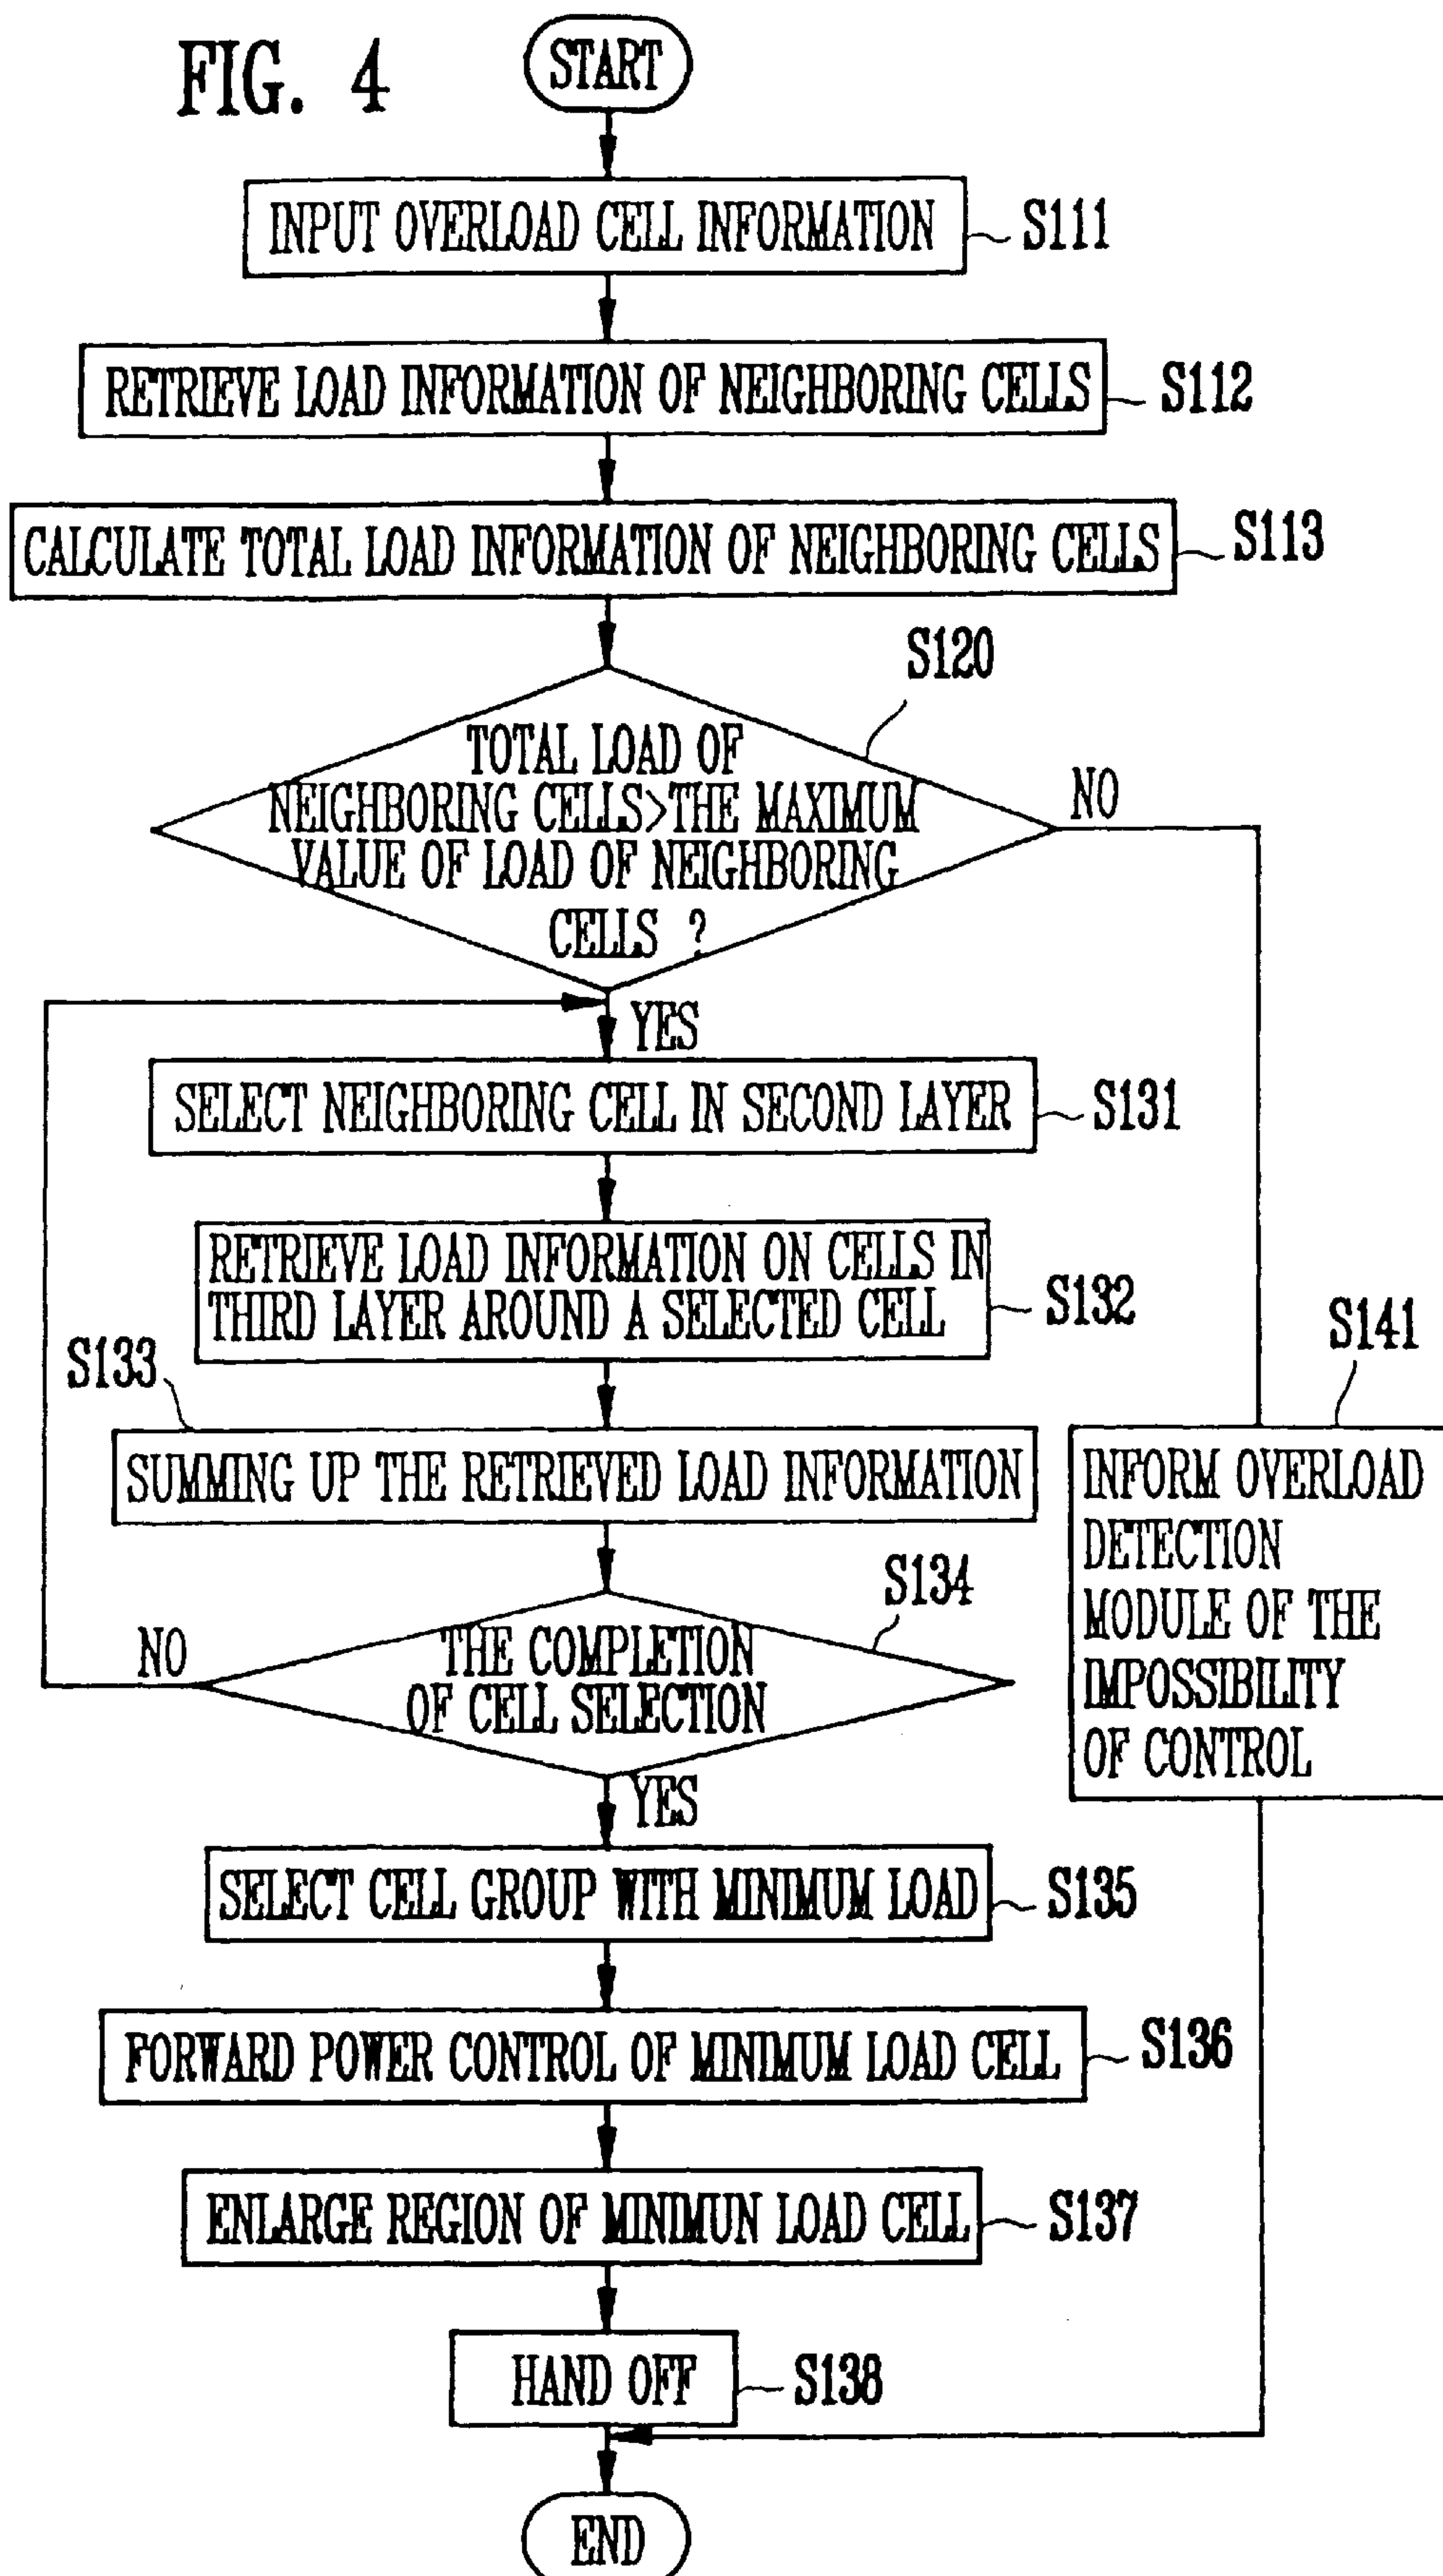 FIG. 4
START
INPUT OVERLOAD CELL INFORMATION
S111
RETRIEVE LOAD INFORMATION OF NEIGHBORING CELLS
S112
CALCULATE TOTAL LOAD INFORMATION OF NEIGHBORING CELLS
S113
S120
TOTAL LOAD OF
NEIGHBORING CELLS>THE MAXIMUM
VALUE OF LOAD OF NEIGHBORING
CELLS ?
NO
YES
SELECT NEIGHBORING CELL IN SECOND LAYER
S131
RETRIEVE LOAD INFORMATION ON CELLS IN
THIRD LAYER AROUND A SELECTED CELL
S132
S133
SUMMING UP THE RETRIEVED LOAD INFORMATION
S141
INFORM OVERLOAD
DETECTION
MODULE OF THE
IMPOSSIBILITY
OF CONTROL
S134
THE COMPLETION
OF CELL SELECTION
NO
YES
SELECT CELL GROUP WITH MINIMUM LOAD
S135
FORWARD POWER CONTROL OF MINIMUM LOAD CELL
S136
ENLARGE REGION OF MINIMUN LOAD CELL
S137
HAND OFF
S138
END